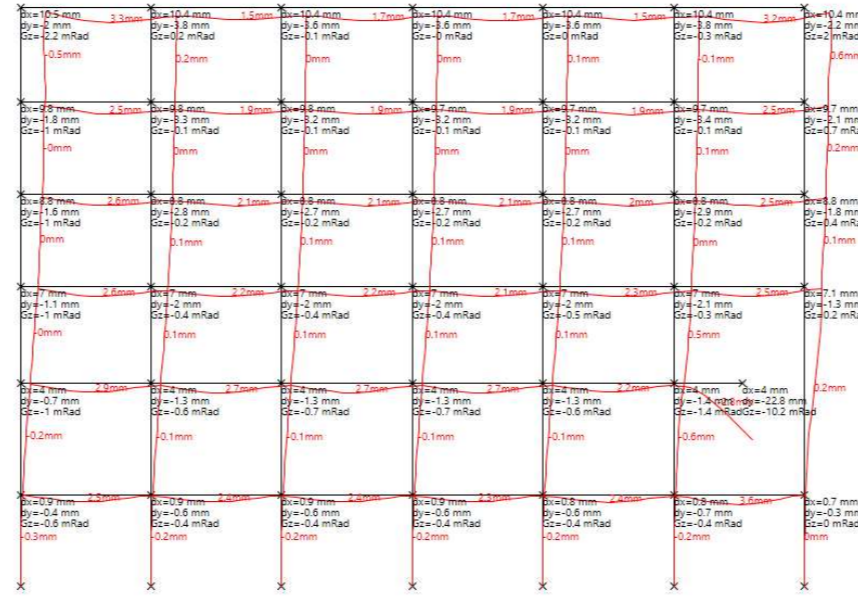 dx=10.5 mm 3.3mm dx=10.4 mm 1.5mm dx=10.4 mm 1.7mm dx=10.4 mm 1.7mm dx=10.4 mm 1.5mm dx=10.4 mm 3.2mm dx=10.4 mm
dy=-2 mm dy=-3.8 mm dy=-3.6 mm dy=-3.6 mm dy=-3.6 mm dy=-3.8 mm dy=-2.2 mm
Gz=-2.2 mRad Gz=0.2 mRad Gz=-0.1 mRad Gz=-0 mRad Gz=0 mRad Gz=-0.3 mRad Gz=2 mRad
-0.5mm 0.2mm 0mm 0mm 0.1mm -0.1mm 0.6mm
dx=9.8 mm 2.5mm dx=9.8 mm 1.9mm dx=9.8 mm 1.9mm dx=9.7 mm 1.9mm dx=9.7 mm 1.9mm dx=9.7 mm 2.5mm dx=9.7 mm
dy=-1.8 mm dy=-3.3 mm dy=-3.2 mm dy=-3.2 mm dy=-3.2 mm dy=-3.4 mm dy=-2.1 mm
Gz=-1 mRad Gz=-0.1 mRad Gz=-0.1 mRad Gz=-0.1 mRad Gz=-0.1 mRad Gz=-0.1 mRad Gz=0.7 mRad
-0mm 0mm 0mm 0mm 0mm 0.1mm 0.2mm
dx=8.8 mm 2.6mm dx=8.8 mm 2.1mm dx=8.8 mm 2.1mm dx=8.8 mm 2.1mm dx=8.8 mm 2mm dx=8.8 mm 2.5mm dx=8.8 mm
dy=-1.6 mm dy=-2.8 mm dy=-2.7 mm dy=-2.7 mm dy=-2.7 mm dy=-2.9 mm dy=-1.8 mm
Gz=-1 mRad Gz=-0.2 mRad Gz=-0.2 mRad Gz=-0.2 mRad Gz=-0.2 mRad Gz=-0.2 mRad Gz=0.4 mRad
0mm 0.1mm 0.1mm 0.1mm 0.1mm 0mm 0.1mm
dx=7 mm 2.6mm dx=7 mm 2.2mm dx=7 mm 2.2mm dx=7 mm 2.1mm dx=7 mm 2.3mm dx=7 mm 2.5mm dx=7.1 mm
dy=-1.1 mm dy=-2 mm dy=-2 mm dy=-2 mm dy=-2 mm dy=-2.1 mm dy=-1.3 mm
Gz=-1 mRad Gz=-0.4 mRad Gz=-0.4 mRad Gz=-0.4 mRad Gz=-0.5 mRad Gz=-0.3 mRad Gz=0.2 mRad
-0mm 0.1mm 0.1mm 0.1mm 0.1mm 0.5mm
dx=4 mm 2.9mm dx=4 mm 2.7mm dx=4 mm 2.7mm dx=4 mm 2.7mm dx=4 mm 2.2mm dx=4 mm dx=4 mm 0.2mm
dy=-0.7 mm dy=-1.3 mm dy=-1.3 mm dy=-1.3 mm dy=-1.3 mm dy=-1.4 mm dy=-22.8 mm
Gz=-1 mRad Gz=-0.6 mRad Gz=-0.7 mRad Gz=-0.7 mRad Gz=-0.6 mRad Gz=-1.4 mRad Gz=-10.2 mRad
-0.2mm -0.1mm -0.1mm -0.1mm -0.1mm -0.6mm
dx=0.9 mm 2.5mm dx=0.9 mm 2.4mm dx=0.9 mm 2.4mm dx=0.9 mm 2.3mm dx=0.8 mm 2.4mm dx=0.8 mm 3.6mm dx=0.7 mm
dy=-0.4 mm dy=-0.6 mm dy=-0.6 mm dy=-0.6 mm dy=-0.6 mm dy=-0.7 mm dy=-0.3 mm
Gz=-0.6 mRad Gz=-0.4 mRad Gz=-0.4 mRad Gz=-0.4 mRad Gz=-0.4 mRad Gz=-0.4 mRad Gz=0 mRad
-0.3mm -0.2mm -0.2mm -0.2mm -0.2mm -0.2mm 0mm